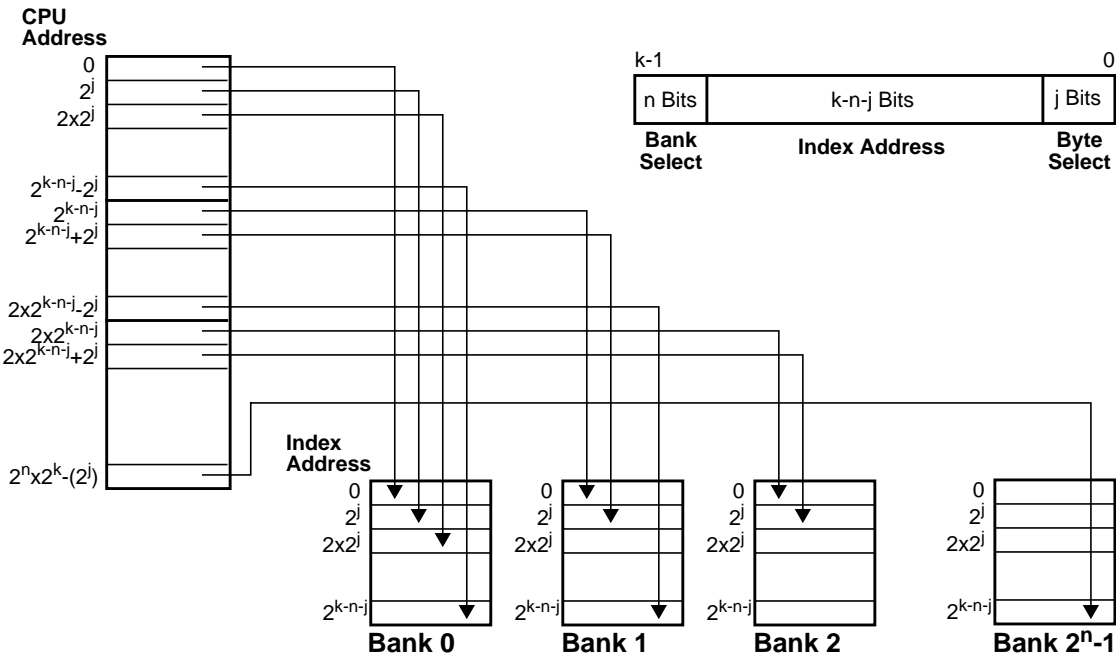 CPU
Address
0
2^j
2x2^j
2^k-n-j-2^j
2^k-n-j
2^k-n-j+2^j
2x2^k-n-j-2^j
2x2^k-n-j
2x2^k-n-j+2^j
2^nx2^k-(2^j)
k-1
0
n Bits
k-n-j Bits
j Bits
Bank
Select
Index Address
Byte
Select
Index
Address
0
2^j
2x2^j
2^k-n-j
Bank 0
0
2^j
2x2^j
2^k-n-j
Bank 1
0
2^j
2x2^j
2^k-n-j
Bank 2
0
2^j
2x2^j
2^k-n-j
Bank 2^n-1